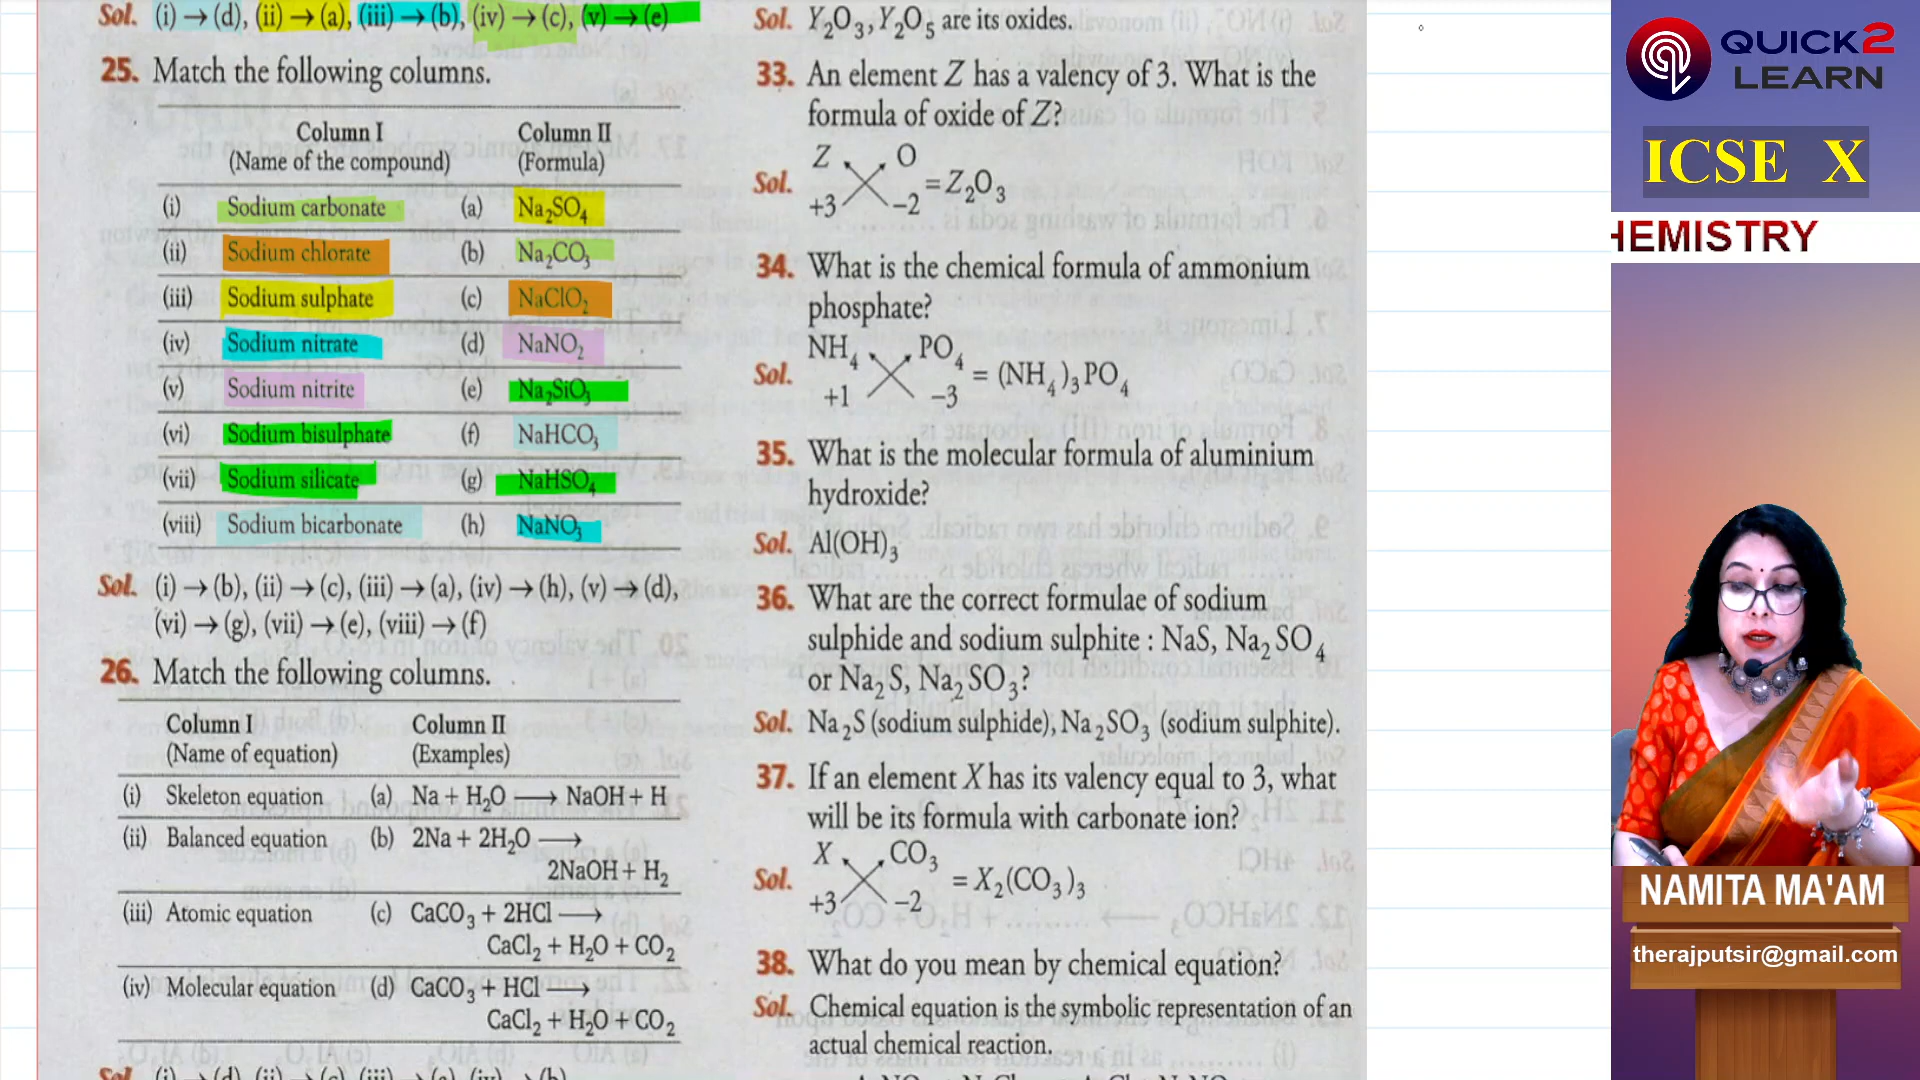 Sol. (i) → (d), (ii) → (a), (iii) → (b), (iv) → (c), (v) → (e)
25. Match the following columns.
Column I (Name of the compound) Column II (Formula)
(i) Sodium carbonate (a) Na₂SO₄
(ii) Sodium chlorate (b) Na₂CO₃
(iii) Sodium sulphate (c) NaClO₂
(iv) Sodium nitrate (d) NaNO₂
(v) Sodium nitrite (e) Na₂SiO₃
(vi) Sodium bisulphate (f) NaHCO₃
(vii) Sodium silicate (g) NaHSO₄
(viii) Sodium bicarbonate (h) NaNO₃
Sol. (i) → (b), (ii) → (c), (iii) → (a), (iv) → (h), (v) → (d),
(vi) → (g), (vii) → (e), (viii) → (f)
26. Match the following columns.
Column I (Name of equation) Column II (Examples)
(i) Skeleton equation (a) Na + H₂O ⟶ NaOH + H
(ii) Balanced equation (b) 2Na + 2H₂O ⟶
2NaOH + H₂
(iii) Atomic equation (c) CaCO₃ + 2HCl ⟶
CaCl₂ + H₂O + CO₂
(iv) Molecular equation (d) CaCO₃ + HCl ⟶
CaCl₂ + H₂O + CO₂
Sol. (i) → (d), (ii) → (c), (iii) → (a), (iv) → (b)
Sol. Y₂O₃, Y₂O₅ are its oxides.
33. An element Z has a valency of 3. What is the
formula of oxide of Z?
Z O
Sol. = Z₂O₃
+3 −2
34. What is the chemical formula of ammonium
phosphate?
NH₄ PO₄
Sol. = (NH₄)₃PO₄
+1 −3
35. What is the molecular formula of aluminium
hydroxide?
Sol. Al(OH)₃
36. What are the correct formulae of sodium
sulphide and sodium sulphite : NaS, Na₂SO₄
or Na₂S, Na₂SO₃?
Sol. Na₂S (sodium sulphide), Na₂SO₃ (sodium sulphite).
37. If an element X has its valency equal to 3, what
will be its formula with carbonate ion?
X CO₃
Sol. = X₂(CO₃)₃
+3 −2
38. What do you mean by chemical equation?
Sol. Chemical equation is the symbolic representation of an
actual chemical reaction.
QUICK2
LEARN
ICSE X
HEMISTRY
NAMITA MA'AM
therajputsir@gmail.com